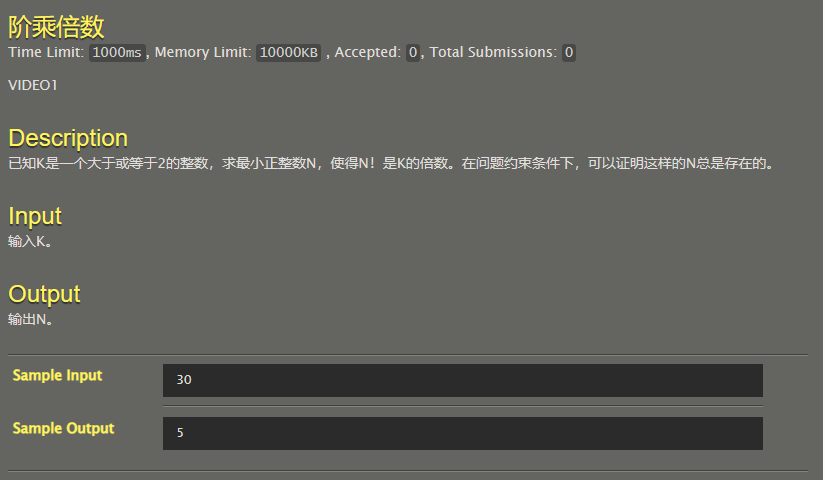 阶乘倍数
Time Limit: 1000ms, Memory Limit: 10000KB , Accepted: 0, Total Submissions: 0
VIDEO1
Description
已知K是一个大于或等于2的整数，求最小正整数N，使得N！是K的倍数。在问题约束条件下，可以证明这样的N总是存在的。
Input
输入K。
Output
输出N。
Sample Input
30
Sample Output
5